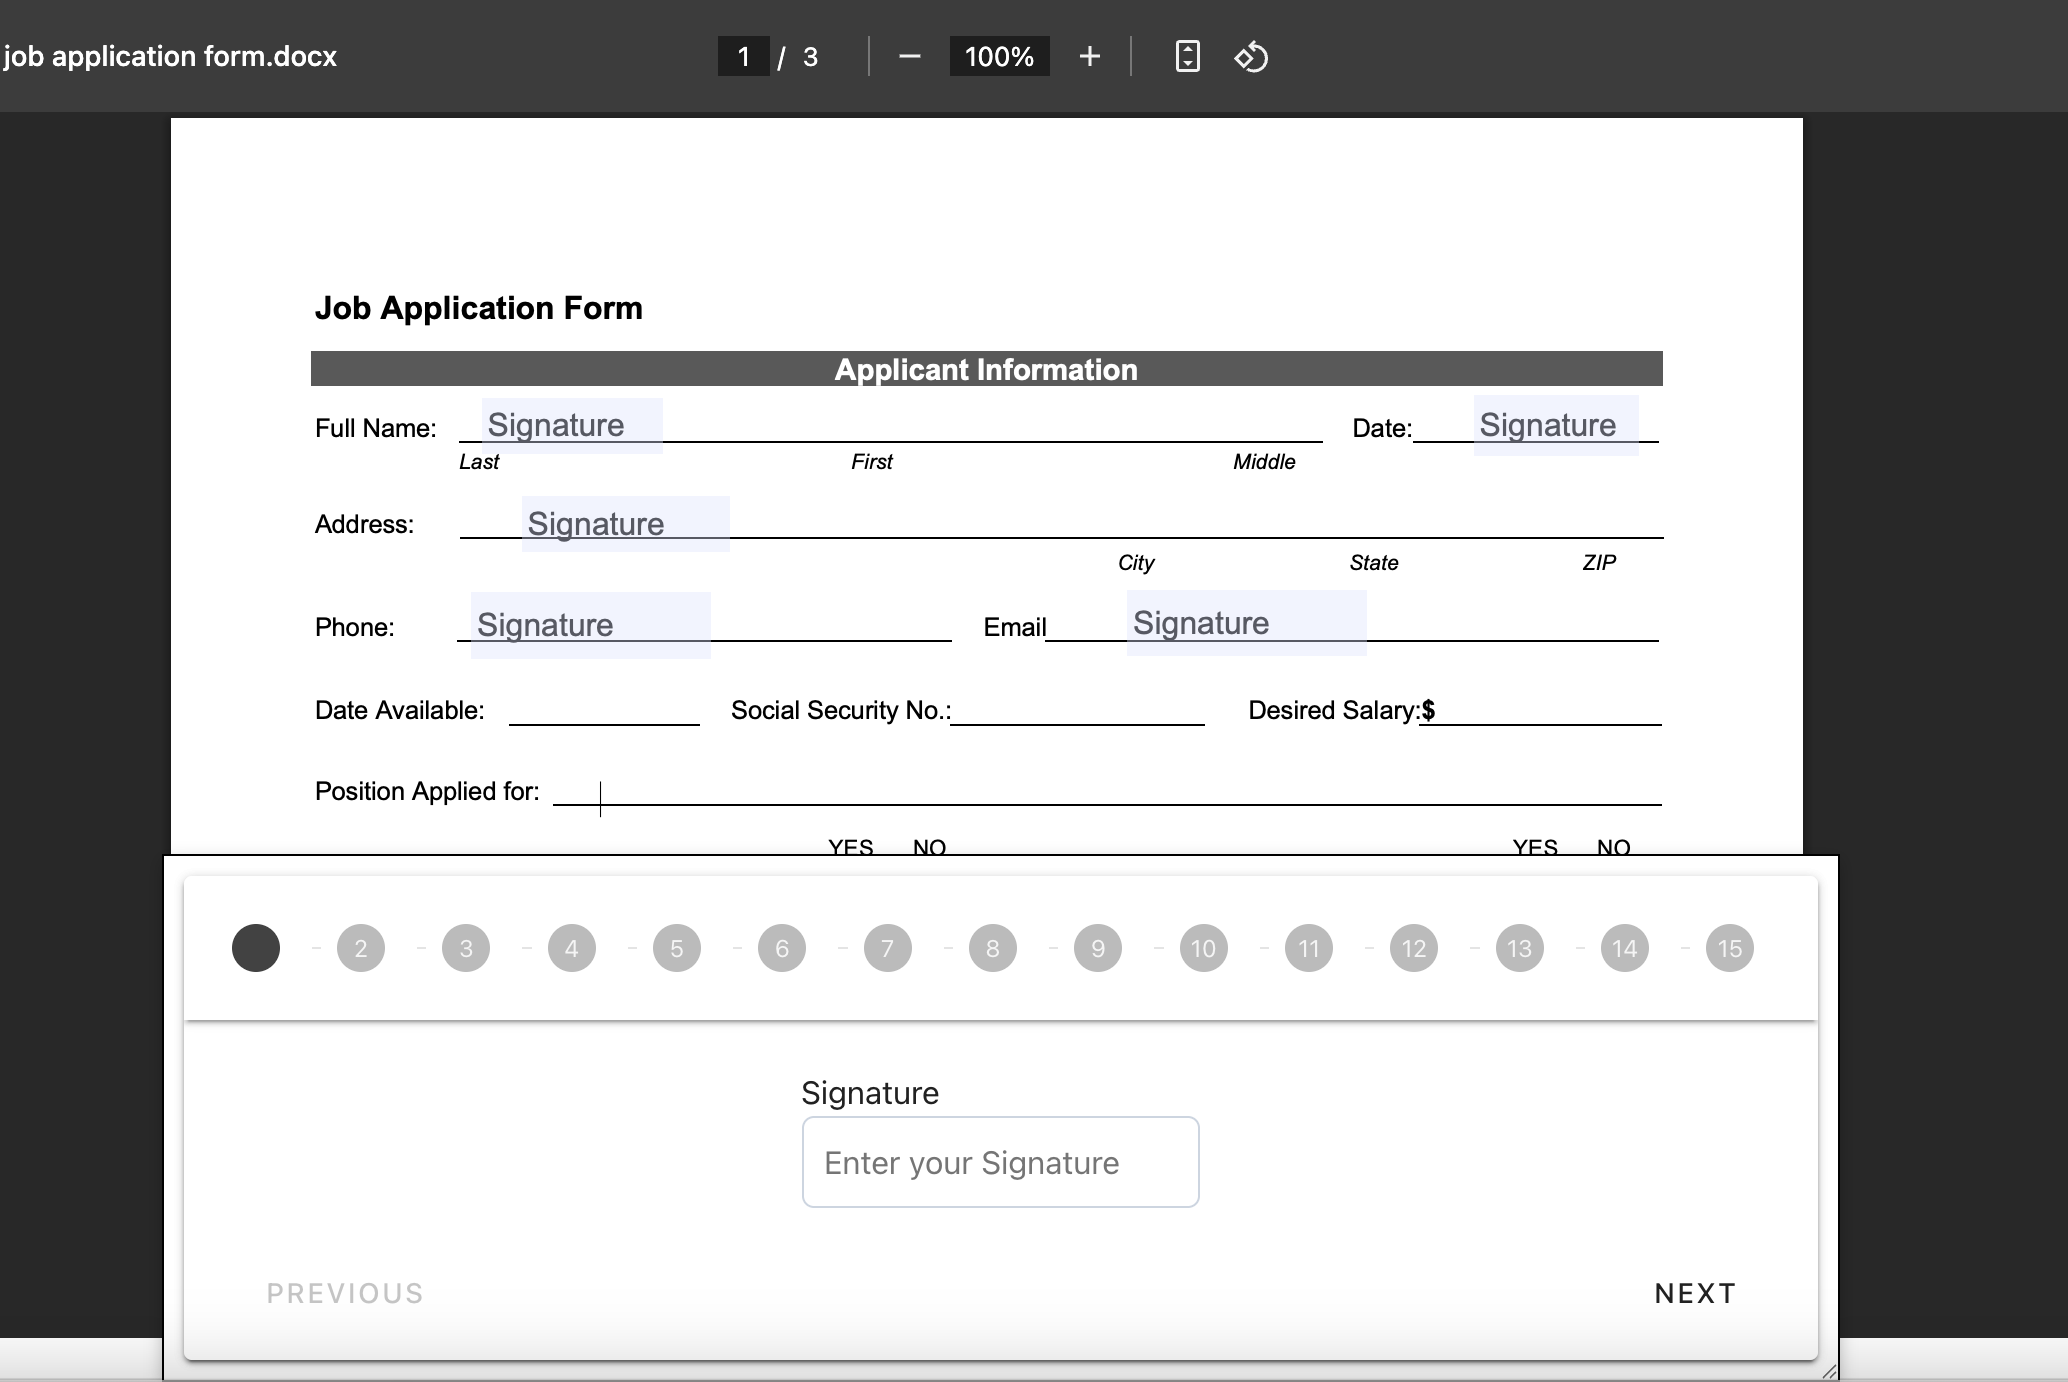 job application form.docx 1 / 3 100%
Job Application Form
Applicant Information
Full Name: Signature Date: Signature
Last First Middle
Address: Signature
City State ZIP
Phone: Signature Email Signature
Date Available: Social Security No.: Desired Salary:$
Position Applied for:
YES NO YES NO
2 3 4 5 6 7 8 9 10 11 12 13 14 15
Signature
Enter your Signature
PREVIOUS NEXT